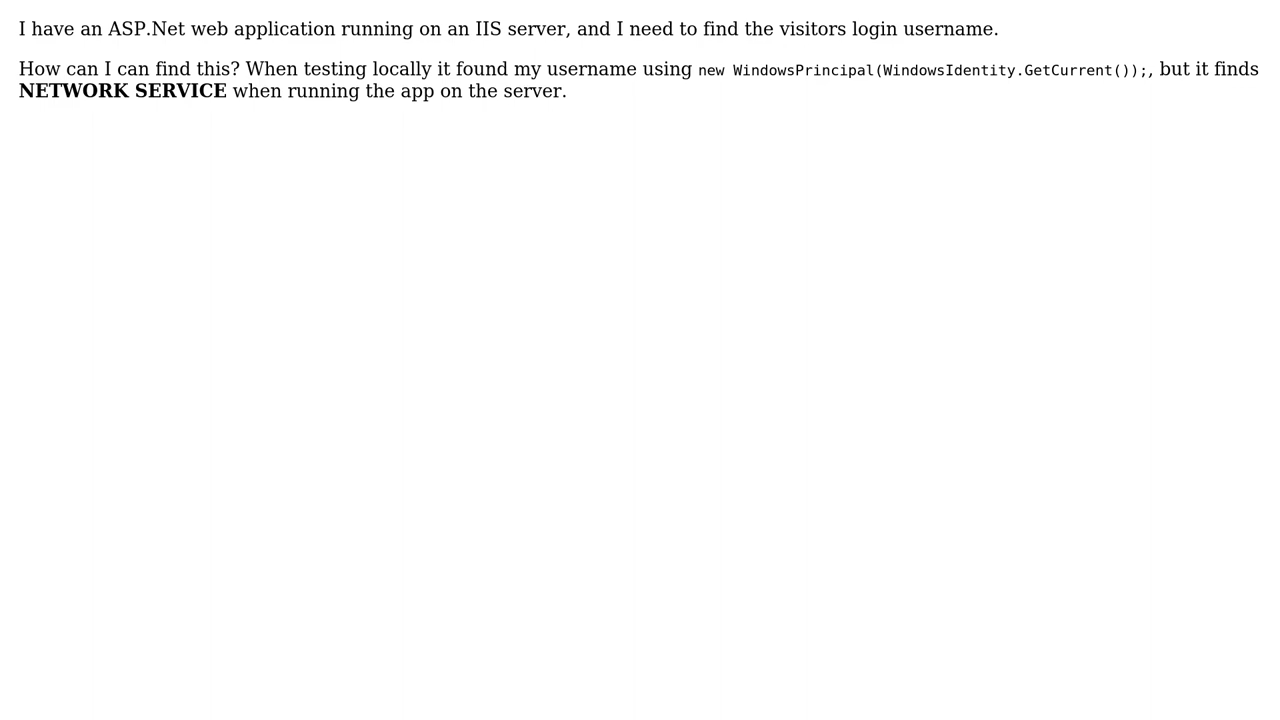 I have an ASP.Net web application running on an IIS server, and I need to find the visitors login username.
How can I can find this? When testing locally it found my username using new WindowsPrincipal(WindowsIdentity.GetCurrent());, but it finds
NETWORK SERVICE when running the app on the server.